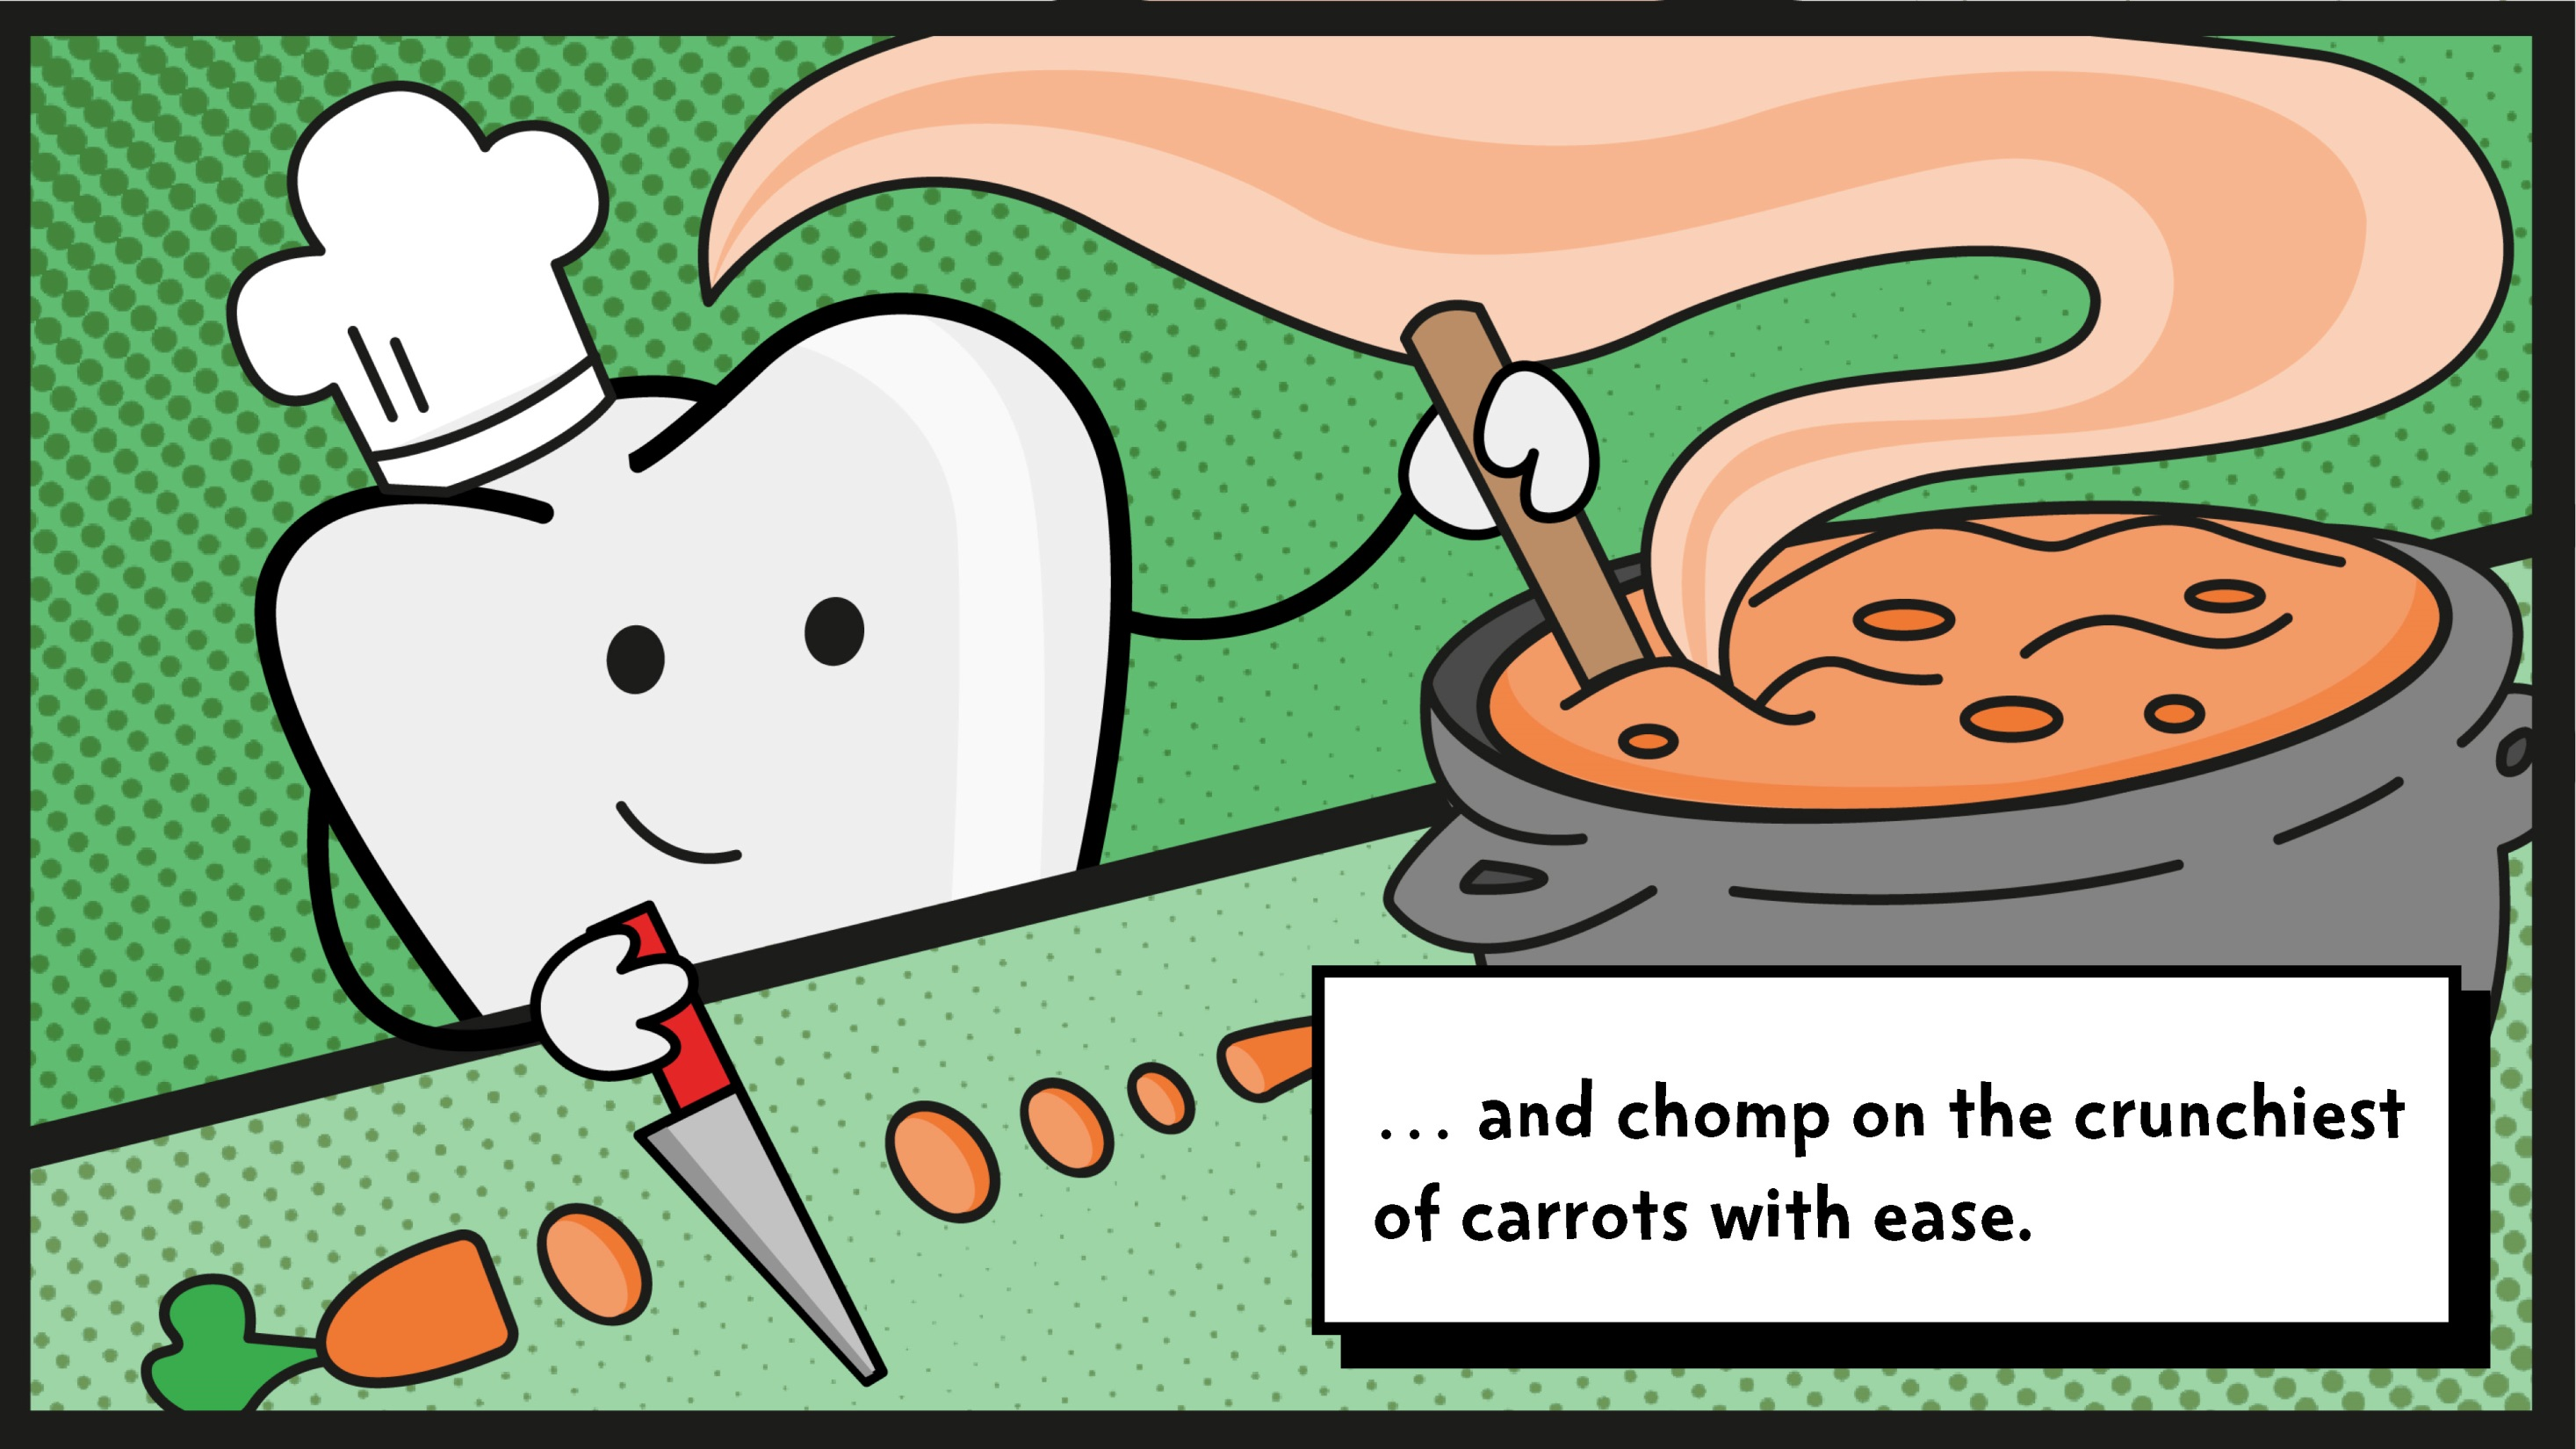 ... and chomp on the crunchiest
of carrots with ease.